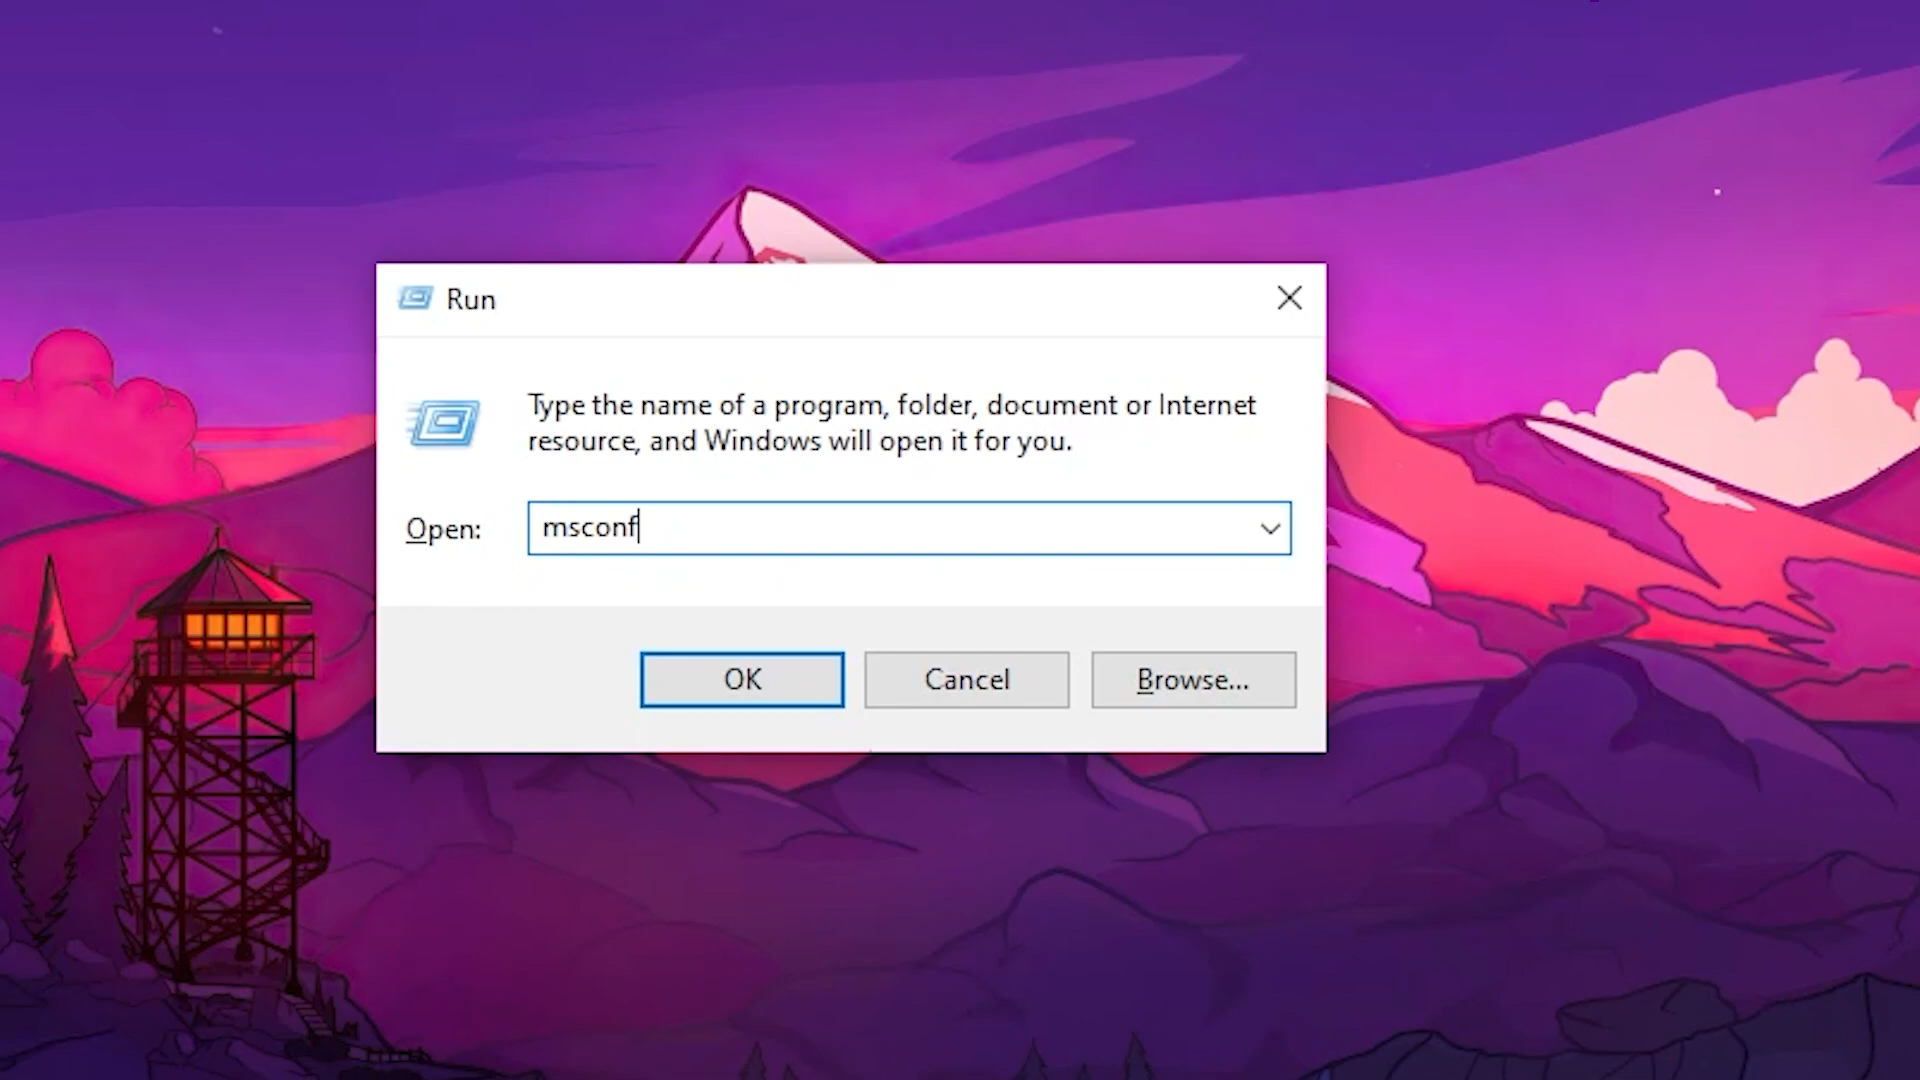 Run
Type the name of a program, folder, document or Internet
resource, and Windows will open it for you.
Open:
msconf
OK
Cancel
Browse...